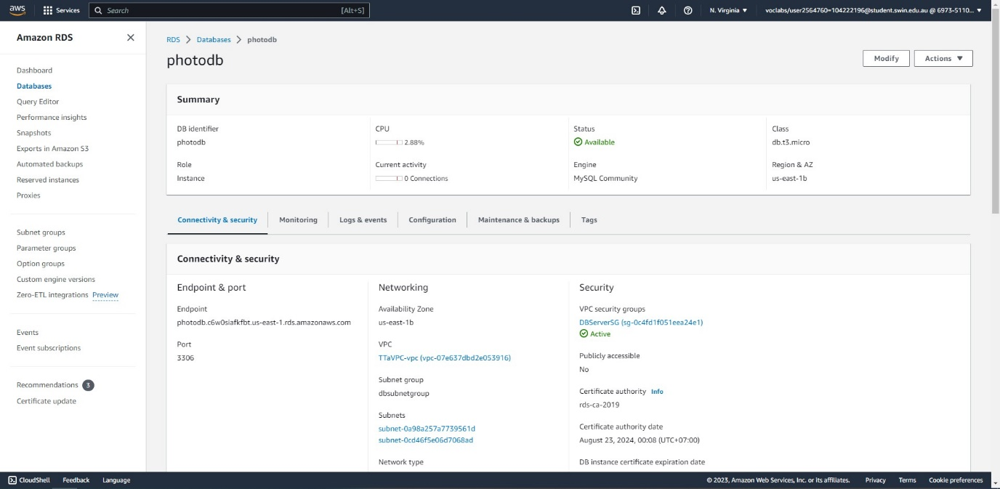 aws
Services
Search
[Alt+S]
N. Virginia
voclabs/user2564760=104222196@student.swin.edu.au @ 6973-5110...
Amazon RDS
Dashboard
Databases
Query Editor
Performance insights
Snapshots
Exports in Amazon S3
Automated backups
Reserved instances
Proxies
Subnet groups
Parameter groups
Option groups
Custom engine versions
Zero-ETL integrations Preview
Events
Event subscriptions
Recommendations 3
Certificate update
RDS > Databases > photodb
photodb
Modify
Actions
Summary
DB identifier
photodb
Role
Instance
CPU
2.88%
Current activity
0 Connections
Status
Available
Engine
MySQL Community
Class
db.t3.micro
Region & AZ
us-east-1b
Connectivity & security
Monitoring
Logs & events
Configuration
Maintenance & backups
Tags
Connectivity & security
Endpoint & port
Endpoint
photodb.c6w0siafkfbt.us-east-1.rds.amazonaws.com
Port
3306
Networking
Availability Zone
us-east-1b
VPC
TTaVPC-vpc (vpc-07e637dbd2e053916)
Subnet group
dbsubnetgroup
Subnets
subnet-0a98a257a7739561d
subnet-0cd46f5e06d7068ad
Network type
Security
VPC security groups
DBServerSG (sg-0c4fd1f051eea24e1)
Active
Publicly accessible
No
Certificate authority Info
rds-ca-2019
Certificate authority date
August 23, 2024, 00:08 (UTC+07:00)
DB instance certificate expiration date
CloudShell
Feedback
Language
© 2023, Amazon Web Services, Inc. or its affiliates.
Privacy
Terms
Cookie preferences